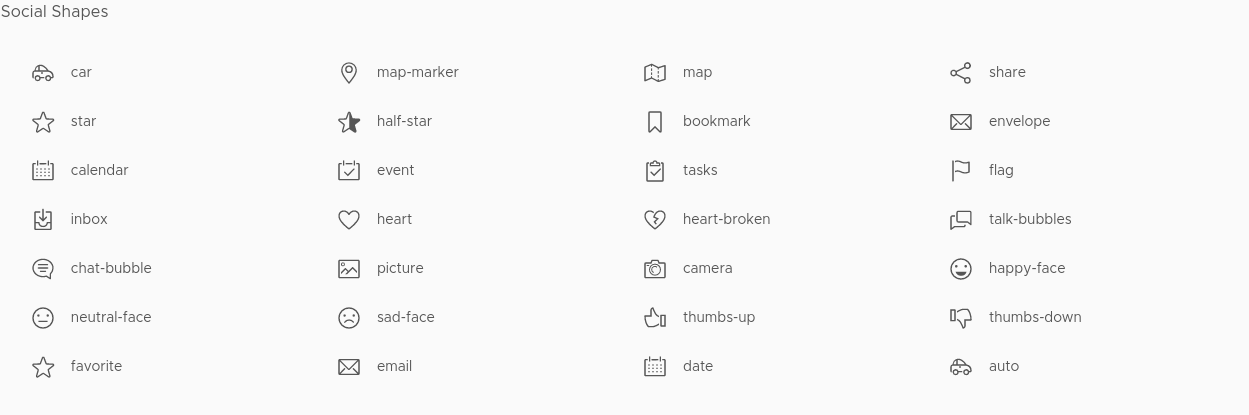 Social Shapes
car map-marker map share
star half-star bookmark envelope
calendar event tasks flag
inbox heart heart-broken talk-bubbles
chat-bubble picture camera happy-face
neutral-face sad-face thumbs-up thumbs-down
favorite email date auto